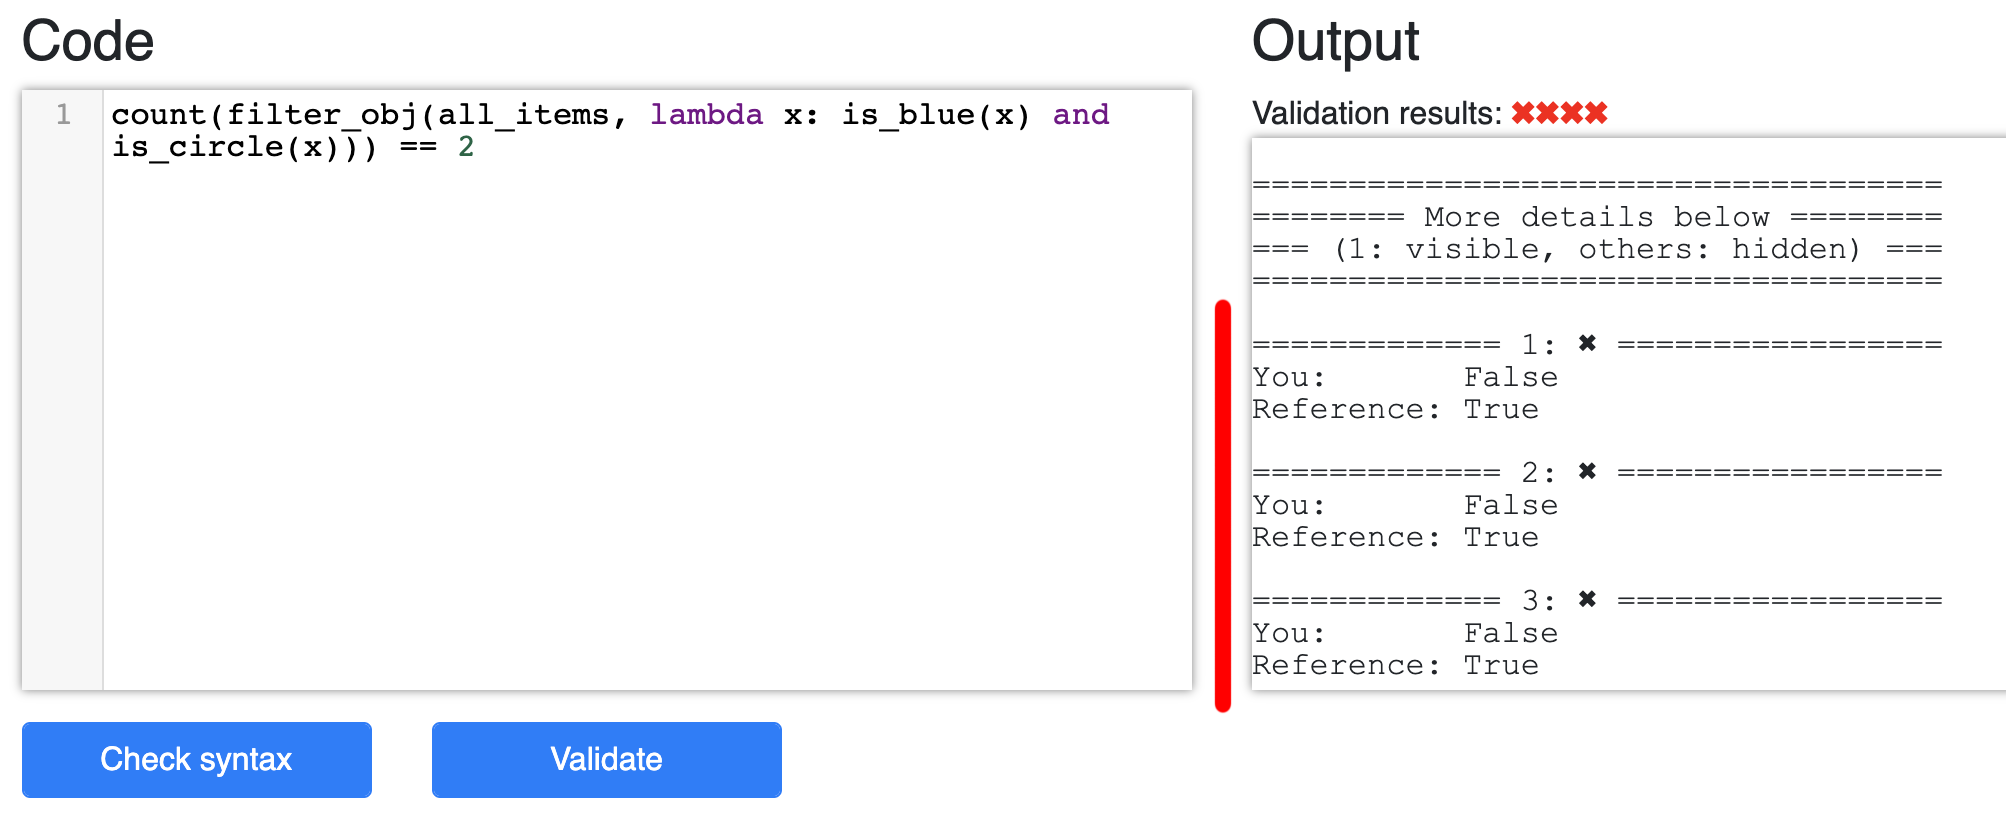 Code
1 count(filter_obj(all_items, lambda x: is_blue(x) and
is_circle(x))) == 2
Check syntax
Validate
Output
Validation results: ✖✖✖✖
====================================
======== More details below ========
=== (1: visible, others: hidden) ===
====================================
============= 1: ✖ =================
You:       False
Reference: True
============= 2: ✖ =================
You:       False
Reference: True
============= 3: ✖ =================
You:       False
Reference: True